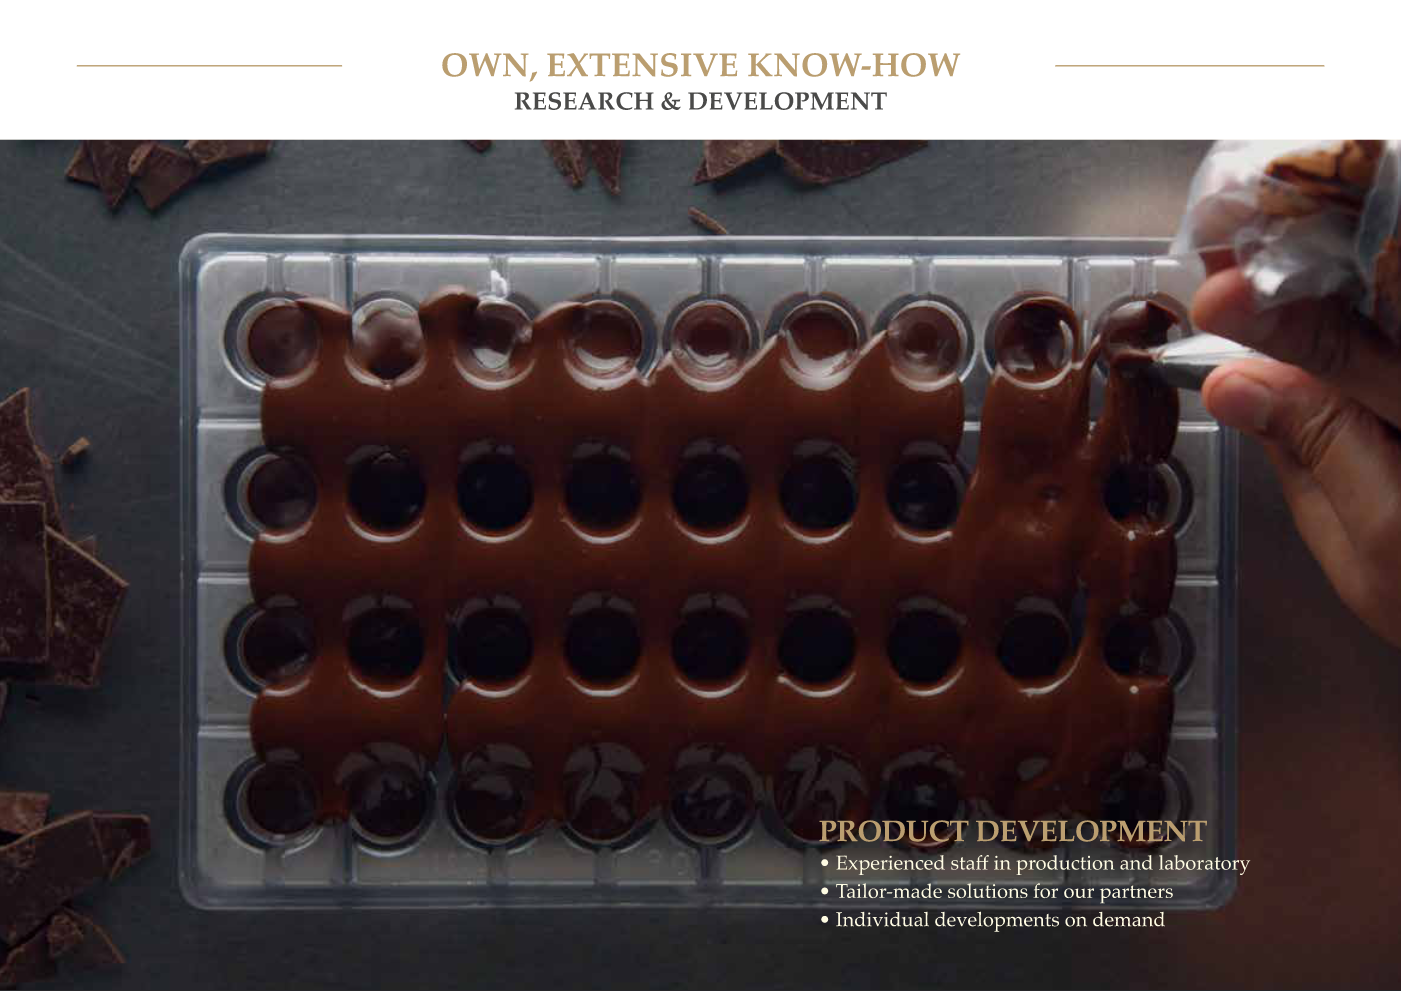 OWN, EXTENSIVE KNOW-HOW
RESEARCH & DEVELOPMENT
PRODUCT DEVELOPMENT
• Experienced staff in production and laboratory
• Tailor-made solutions for our partners
• Individual developments on demand